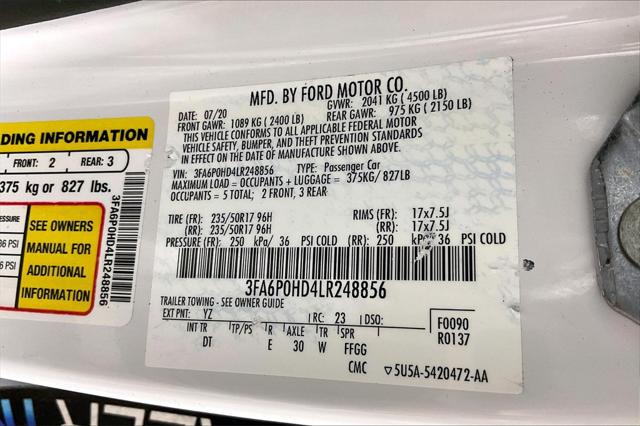 DING INFORMATION
FRONT: 2 REAR: 3
375 kg or 827 lbs.
PRESSURE
36 PSI
PSI
SEE OWNERS
MANUAL FOR
ADDITIONAL
INFORMATION
3FA6P0HD4LR248856
MFD. BY FORD MOTOR CO.
DATE: 07/20 GVWR: 2041 KG ( 4500 LB)
FRONT GAWR: 1089 KG ( 2400 LB) REAR GAWR: 975 KG ( 2150 LB)
THIS VEHICLE CONFORMS TO ALL APPLICABLE FEDERAL MOTOR
VEHICLE SAFETY, BUMPER, AND THEFT PREVENTION STANDARDS
IN EFFECT ON THE DATE OF MANUFACTURE SHOWN ABOVE.
VIN: 3FA6P0HD4LR248856 TYPE: Passenger Car
MAXIMUM LOAD = OCCUPANTS + LUGGAGE = 375KG/ 827LB
OCCUPANTS = 5 TOTAL; 2 FRONT, 3 REAR
TIRE (FR): 235/50R17 96H RIMS (FR): 17x7.5J
(RR): 235/50R17 96H (RR): 17x7.5J
PRESSURE (FR): 250 kPa/ 36 PSI COLD (RR): 250 kPa/ 36 PSI COLD
3FA6P0HD4LR248856
TRAILER TOWING - SEE OWNER GUIDE
EXT PNT: YZ RC: 23 DSO: F0090
INT TR TP/PS R AXLE TR SPR R0137
DT E 30 W FFGG
CMC ▽5U5A-5420472-AA